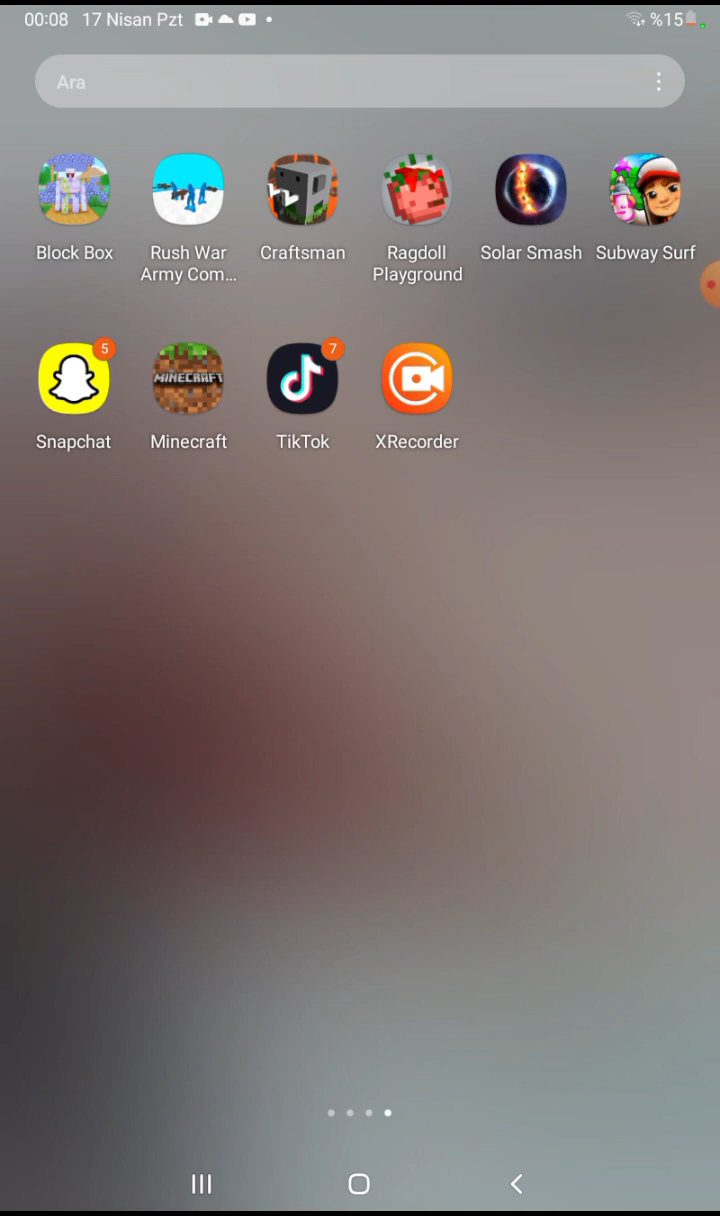 00:08 17 Nisan Pzt %15
Ara
Block Box Rush War Craftsman Ragdoll Solar Smash Subway Surf
Army Com... Playground
5 MINECRAFT 7
Snapchat Minecraft TikTok XRecorder